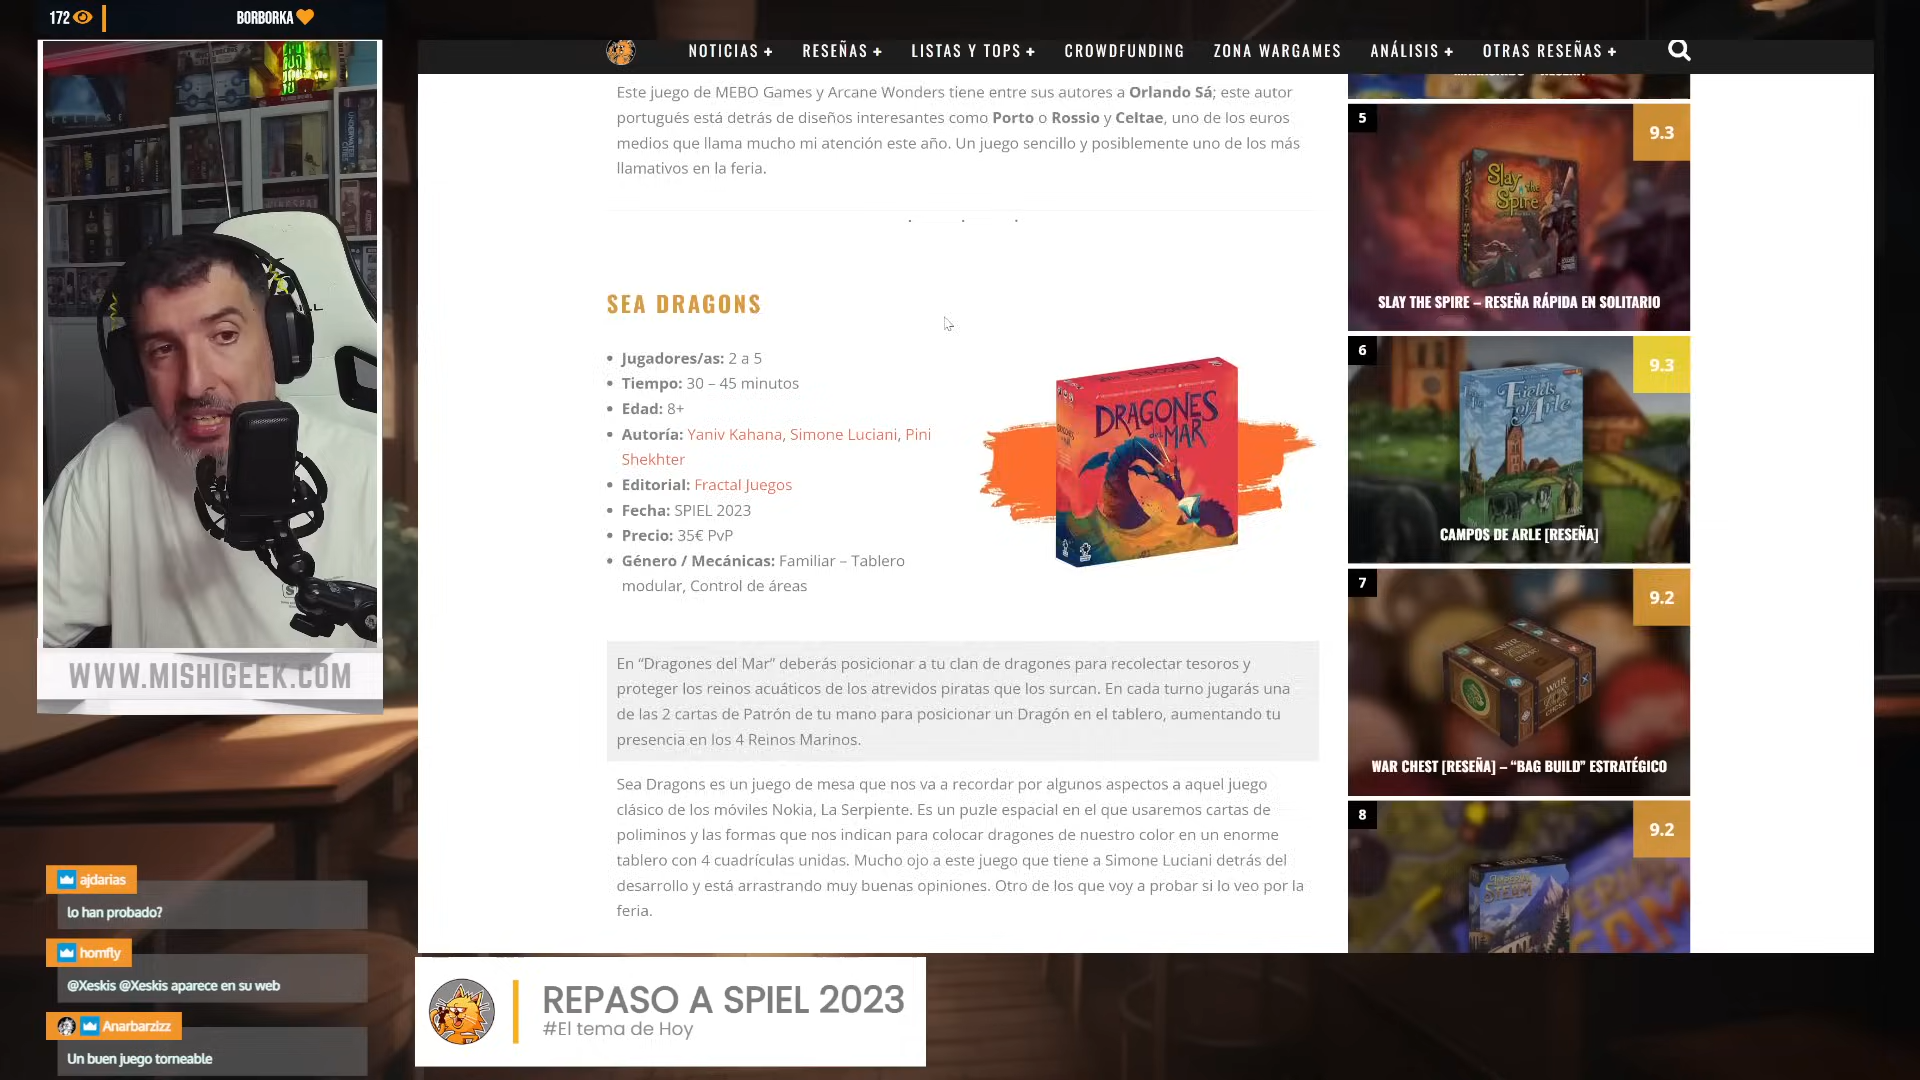 172
BORBORKA
NOTICIAS +
RESEÑAS +
LISTAS Y TOPS +
CROWDFUNDING
ZONA WARGAMES
ANÁLISIS +
OTRAS RESEÑAS +
Este juego de MEBO Games y Arcane Wonders tiene entre sus autores a Orlando Sá; este autor
portugués está detrás de diseños interesantes como Porto o Rossio y Celtae, uno de los euros
medios que llama mucho mi atención este año. Un juego sencillo y posiblemente uno de los más
llamativos en la feria.
SEA DRAGONS
• Jugadores/as: 2 a 5
• Tiempo: 30 – 45 minutos
• Edad: 8+
• Autoría: Yaniv Kahana, Simone Luciani, Pini
Shekhter
• Editorial: Fractal Juegos
• Fecha: SPIEL 2023
• Precio: 35€ PvP
• Género / Mecánicas: Familiar – Tablero
modular, Control de áreas
DRAGONES
del MAR
En “Dragones del Mar” deberás posicionar a tu clan de dragones para recolectar tesoros y
proteger los reinos acuáticos de los atrevidos piratas que los surcan. En cada turno jugarás una
de las 2 cartas de Patrón de tu mano para posicionar un Dragón en el tablero, aumentando tu
presencia en los 4 Reinos Marinos.
Sea Dragons es un juego de mesa que nos va a recordar por algunos aspectos a aquel juego
clásico de los móviles Nokia, La Serpiente. Es un puzle espacial en el que usaremos cartas de
poliminos y las formas que nos indican para colocar dragones de nuestro color en un enorme
tablero con 4 cuadrículas unidas. Mucho ojo a este juego que tiene a Simone Luciani detrás del
desarrollo y está arrastrando muy buenas opiniones. Otro de los que voy a probar si lo veo por la
feria.
5
9.3
Slay the
Spire
SLAY THE SPIRE – RESEÑA RÁPIDA EN SOLITARIO
6
9.3
Fields
of Arle
CAMPOS DE ARLE [RESEÑA]
7
9.2
WAR CHEST
WAR CHEST [RESEÑA] – “BAG BUILD” ESTRATÉGICO
8
9.2
IMPERIAL
STEAM
ECLIPSE
UNDERWATER
CITIES
WWW.MISHIGEEK.COM
ajdarias
lo han probado?
homfly
@Xeskis @Xeskis aparece en su web
Anarbarzizz
Un buen juego torneable
REPASO A SPIEL 2023
#El tema de Hoy